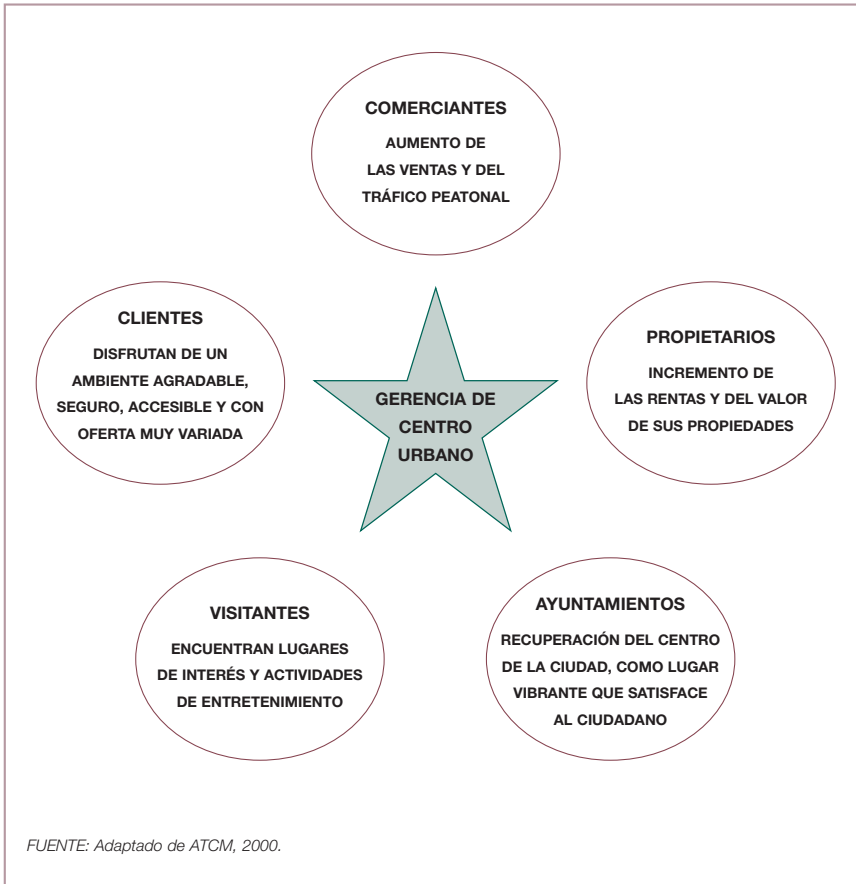 COMERCIANTES
AUMENTO DE
LAS VENTAS Y DEL
TRÁFICO PEATONAL
CLIENTES
DISFRUTAN DE UN
AMBIENTE AGRADABLE,
SEGURO, ACCESIBLE Y CON
OFERTA MUY VARIADA
GERENCIA DE
CENTRO
URBANO
PROPIETARIOS
INCREMENTO DE
LAS RENTAS Y DEL VALOR
DE SUS PROPIEDADES
VISITANTES
ENCUENTRAN LUGARES
DE INTERÉS Y ACTIVIDADES
DE ENTRETENIMIENTO
AYUNTAMIENTOS
RECUPERACIÓN DEL CENTRO
DE LA CIUDAD, COMO LUGAR
VIBRANTE QUE SATISFACE
AL CIUDADANO
FUENTE: Adaptado de ATCM, 2000.